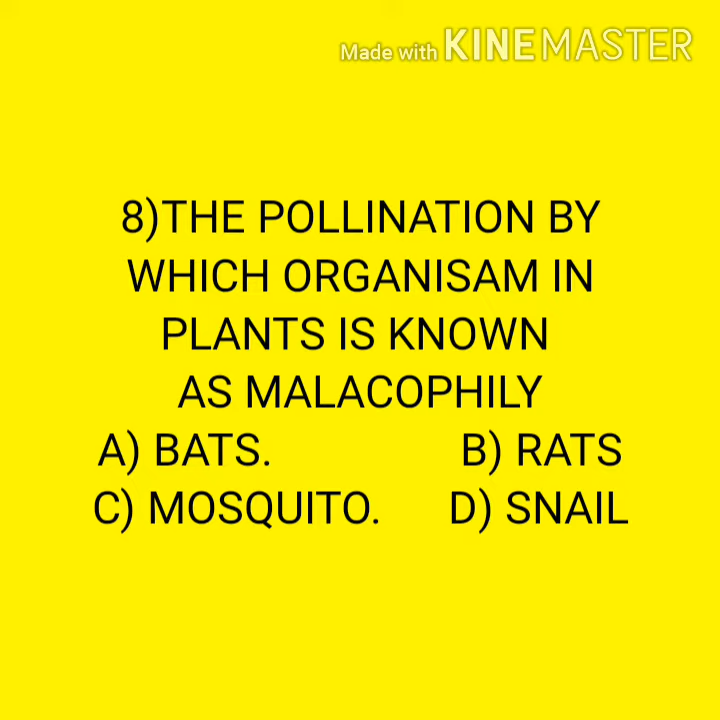 Made with KINEMASTER
8)THE POLLINATION BY
WHICH ORGANISAM IN
PLANTS IS KNOWN
AS MALACOPHILY
A) BATS. B) RATS
C) MOSQUITO. D) SNAIL